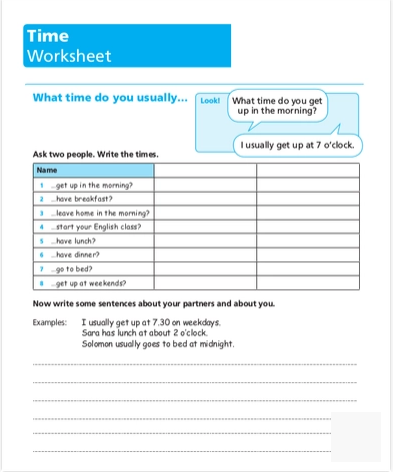 Time
Worksheet
What time do you usually...
Look!
What time do you get
up in the morning?
I usually get up at 7 o'clock.
Ask two people. Write the times.
Name
1 ...get up in the morning?
2 ...have breakfast?
3 ...leave home in the morning?
4 ...start your English class?
5 ...have lunch?
6 ...have dinner?
7 ...go to bed?
8 ...get up at weekends?
Now write some sentences about your partners and about you.
Examples: I usually get up at 7.30 on weekdays.
Sara has lunch at about 2 o'clock.
Solomon usually goes to bed at midnight.